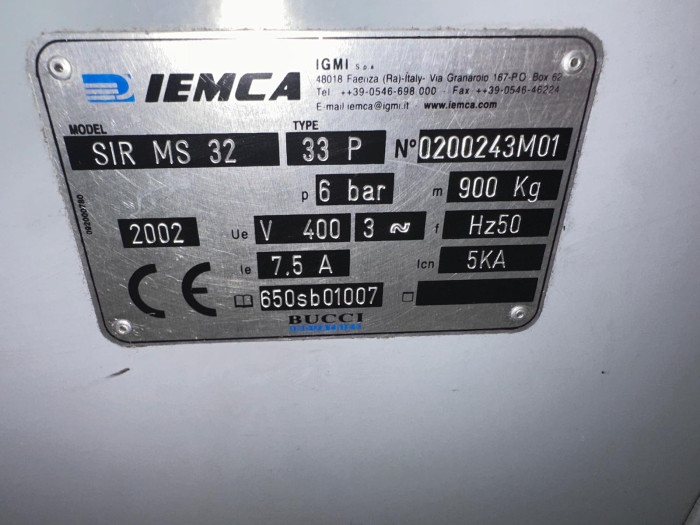 IEMCA
IGMI S.p.A
48018 Faenza (Ra)-Italy- Via Granarolo 167-P.O. Box 62
Tel ++39-0546-698 000 - Fax ++39-0546-46224
E-mail iemca@igmi.it www.iemca.com
MODEL TYPE
SIR MS 32 33 P N° 0200243M01
p 6 bar m 900 Kg
092000780
2002 Ue V 400 3 ~ f Hz50
Ie 7,5 A Icn 5KA
CE
650sb01007
BUCCI
INDUSTRIES